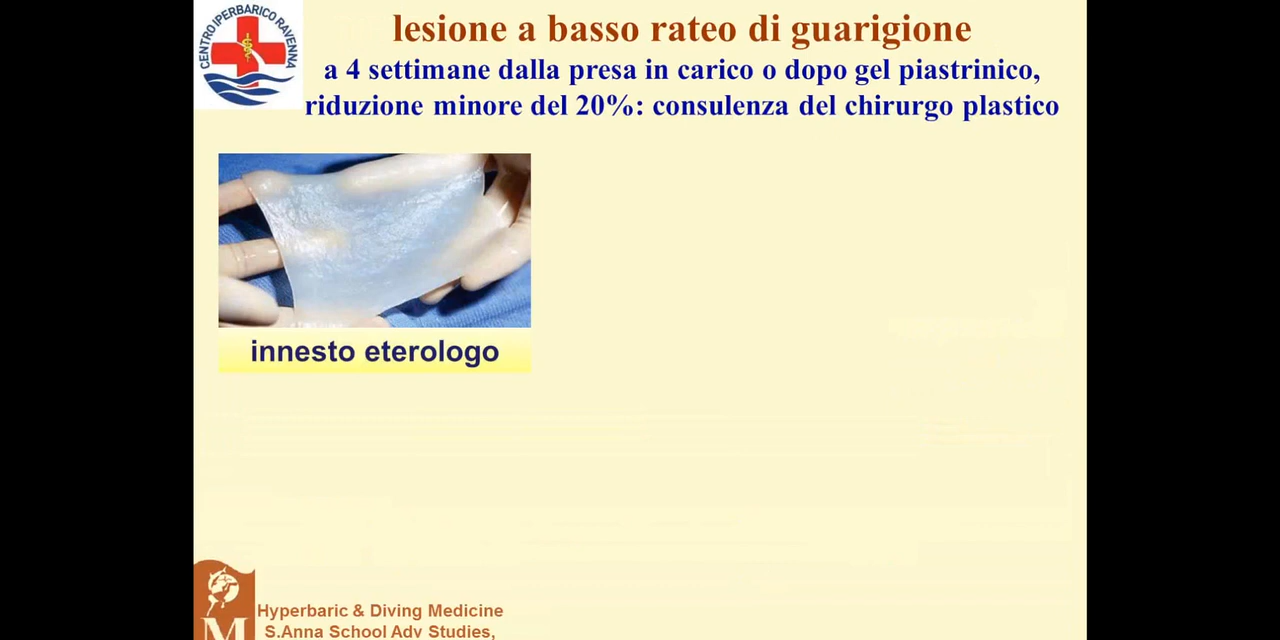 CENTRO IPERBARICO RAVENNA
lesione a basso rateo di guarigione
a 4 settimane dalla presa in carico o dopo gel piastrinico,
riduzione minore del 20%: consulenza del chirurgo plastico
innesto eterologo
M
Hyperbaric & Diving Medicine
S.Anna School Adv Studies,